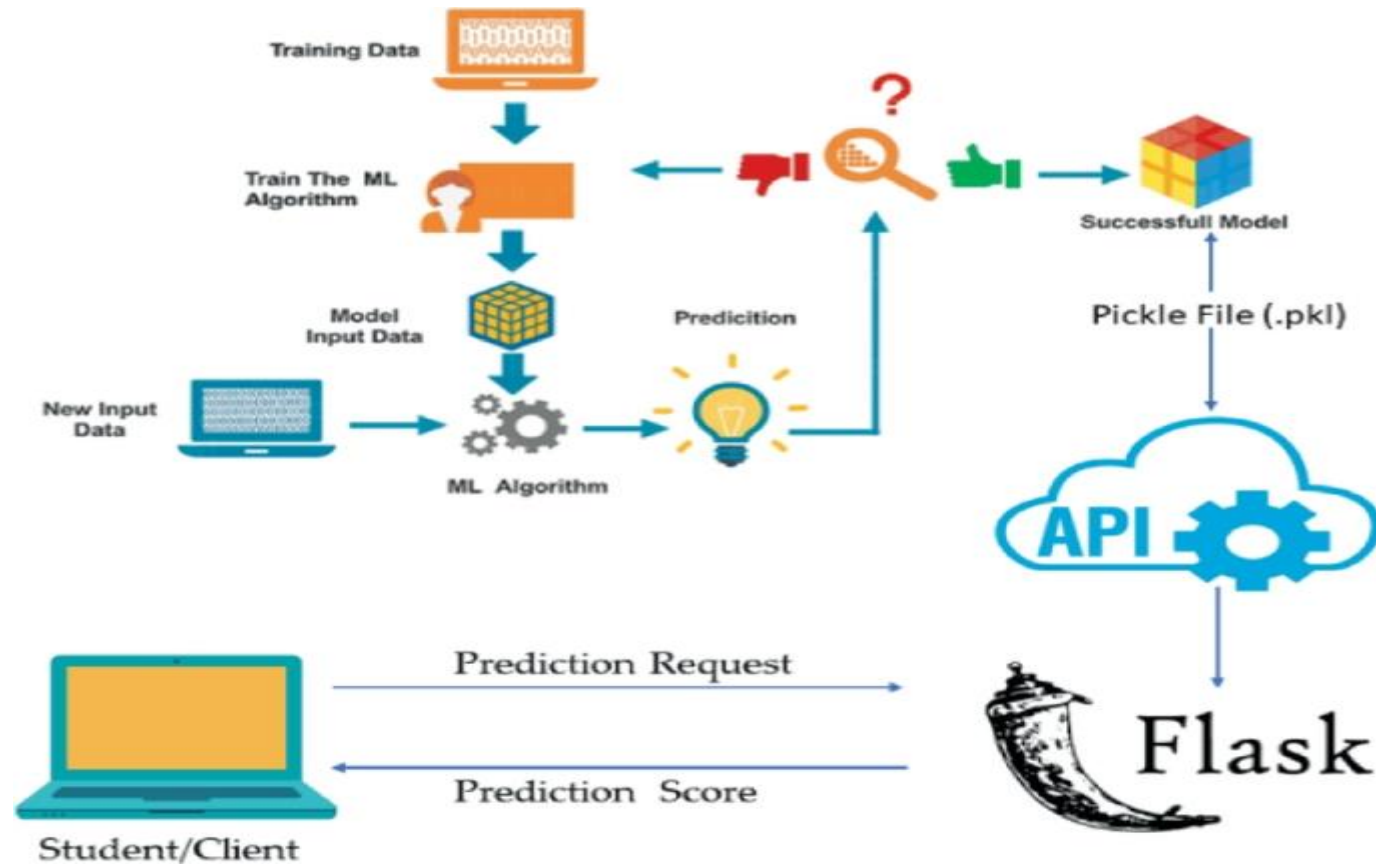 Training Data
?
Train The ML
Algorithm
Successfull Model
Model
Input Data
Predicition
Pickle File (.pkl)
New Input
Data
ML Algorithm
API
Prediction Request
Flask
Prediction Score
Student/Client